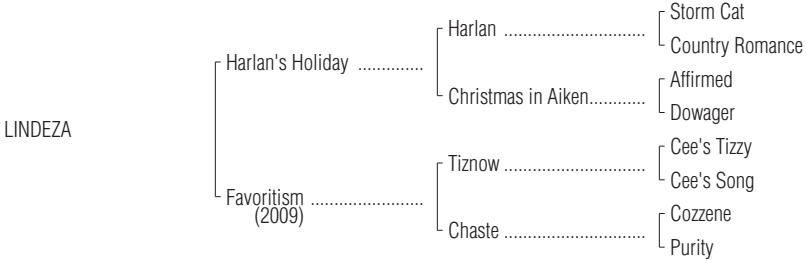 Storm Cat
Harlan ..............................
Country Romance
Harlan's Holiday ..............
Affirmed
Christmas in Aiken............
Dowager
LINDEZA
Cee's Tizzy
Tiznow ..............................
Cee's Song
Favoritism ........................
(2009)
Cozzene
Chaste ..............................
Purity